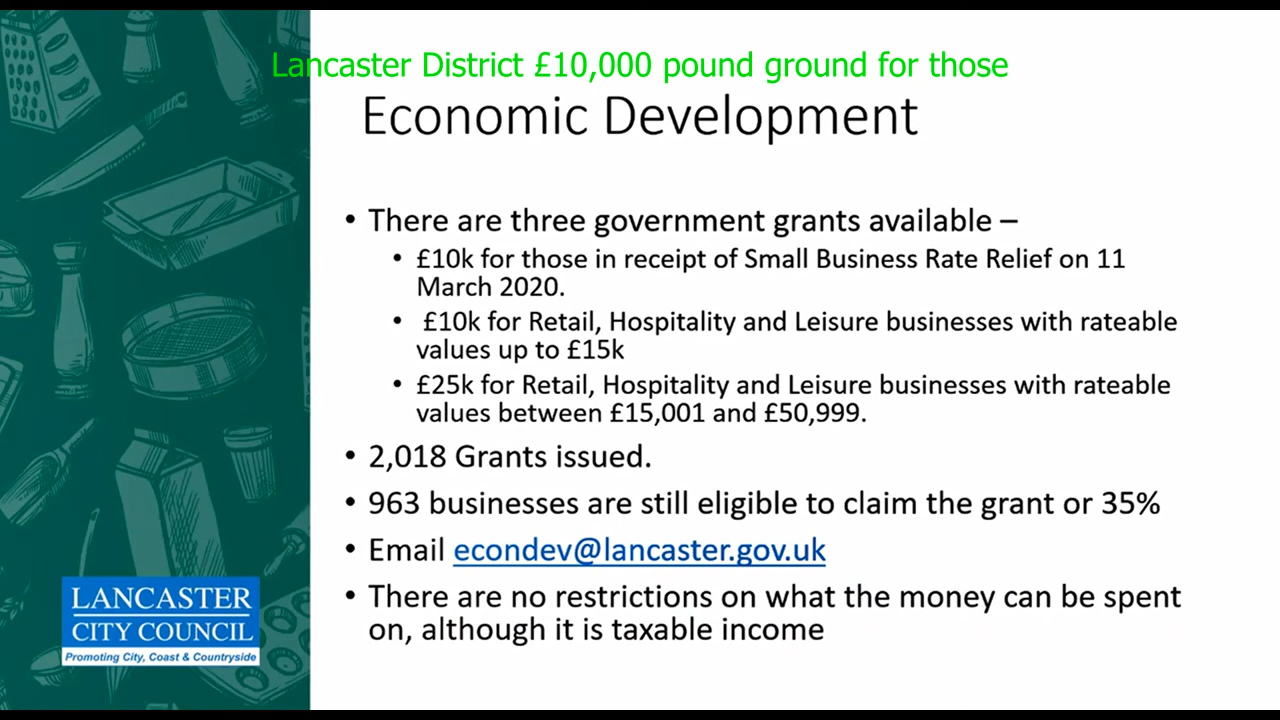 Lancaster District £10,000 pound ground for those
Economic Development
• There are three government grants available –
• £10k for those in receipt of Small Business Rate Relief on 11
March 2020.
• £10k for Retail, Hospitality and Leisure businesses with rateable
values up to £15k
• £25k for Retail, Hospitality and Leisure businesses with rateable
values between £15,001 and £50,999.
• 2,018 Grants issued.
• 963 businesses are still eligible to claim the grant or 35%
• Email econdev@lancaster.gov.uk
• There are no restrictions on what the money can be spent
on, although it is taxable income
LANCASTER
CITY COUNCIL
Promoting City, Coast & Countryside